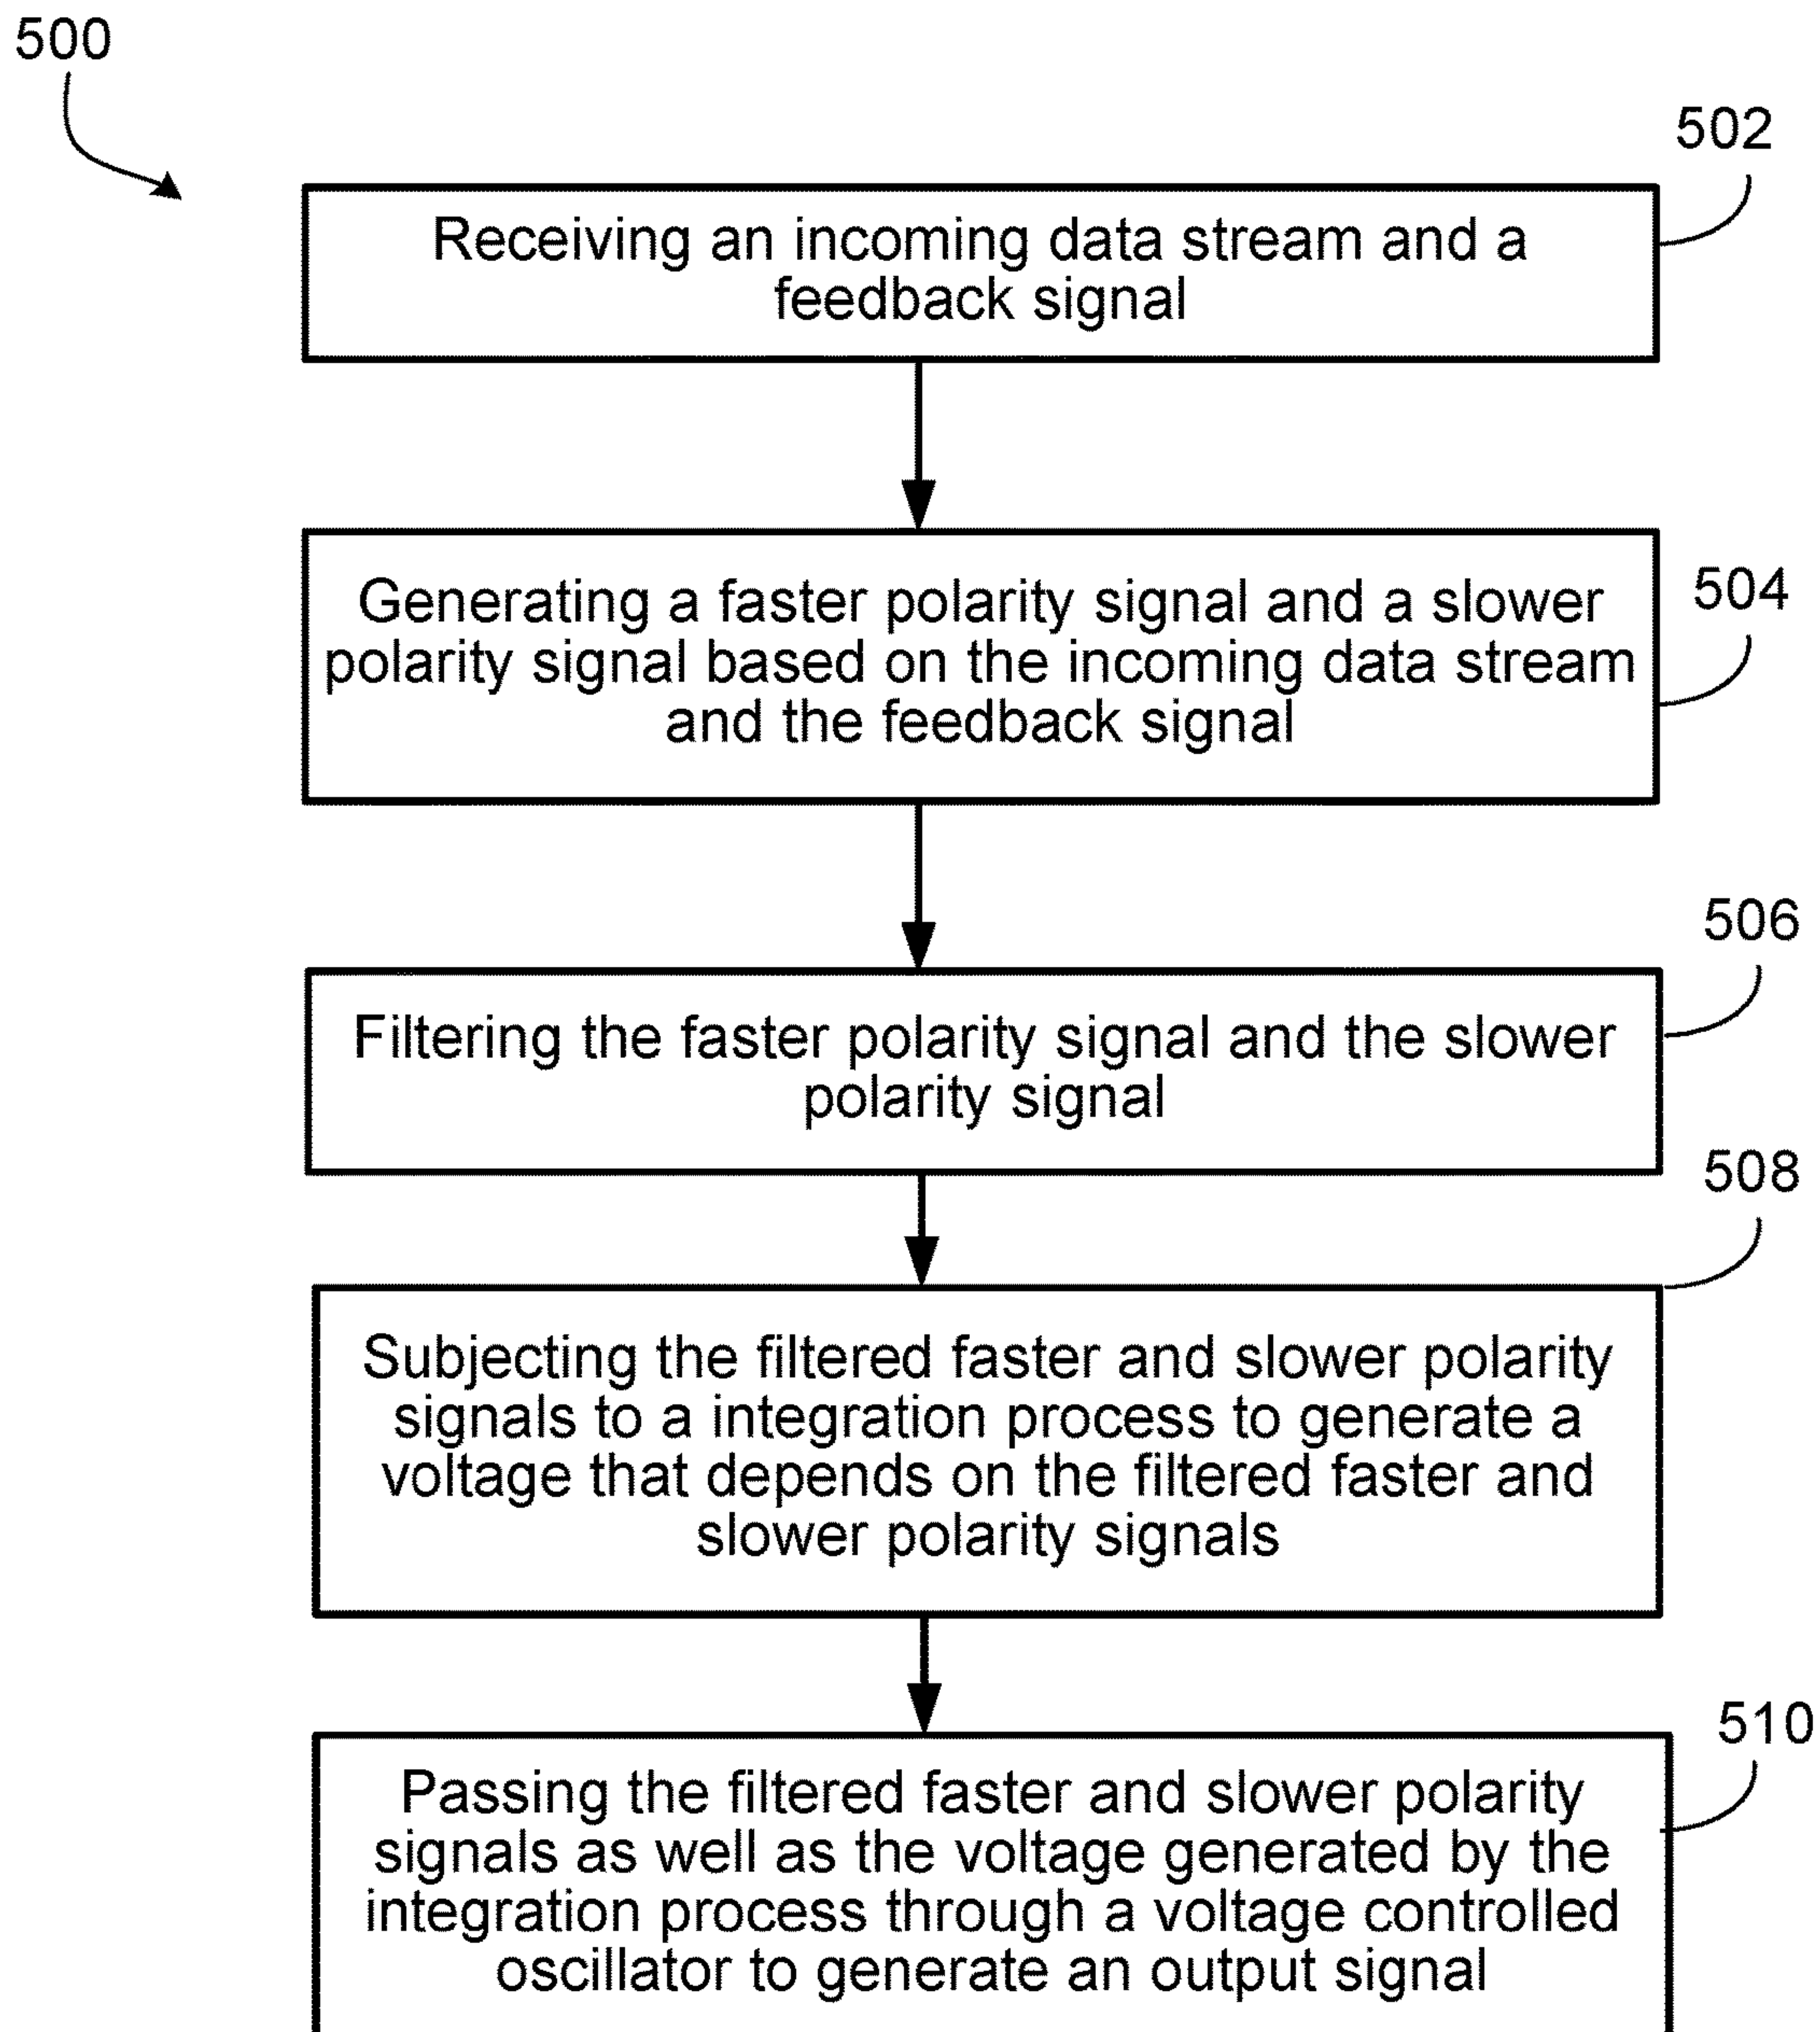 500
502
Receiving an incoming data stream and a
feedback signal
504
Generating a faster polarity signal and a slower
polarity signal based on the incoming data stream
and the feedback signal
506
Filtering the faster polarity signal and the slower
polarity signal
508
Subjecting the filtered faster and slower polarity
signals to a integration process to generate a
voltage that depends on the filtered faster and
slower polarity signals
510
Passing the filtered faster and slower polarity
signals as well as the voltage generated by the
integration process through a voltage controlled
oscillator to generate an output signal